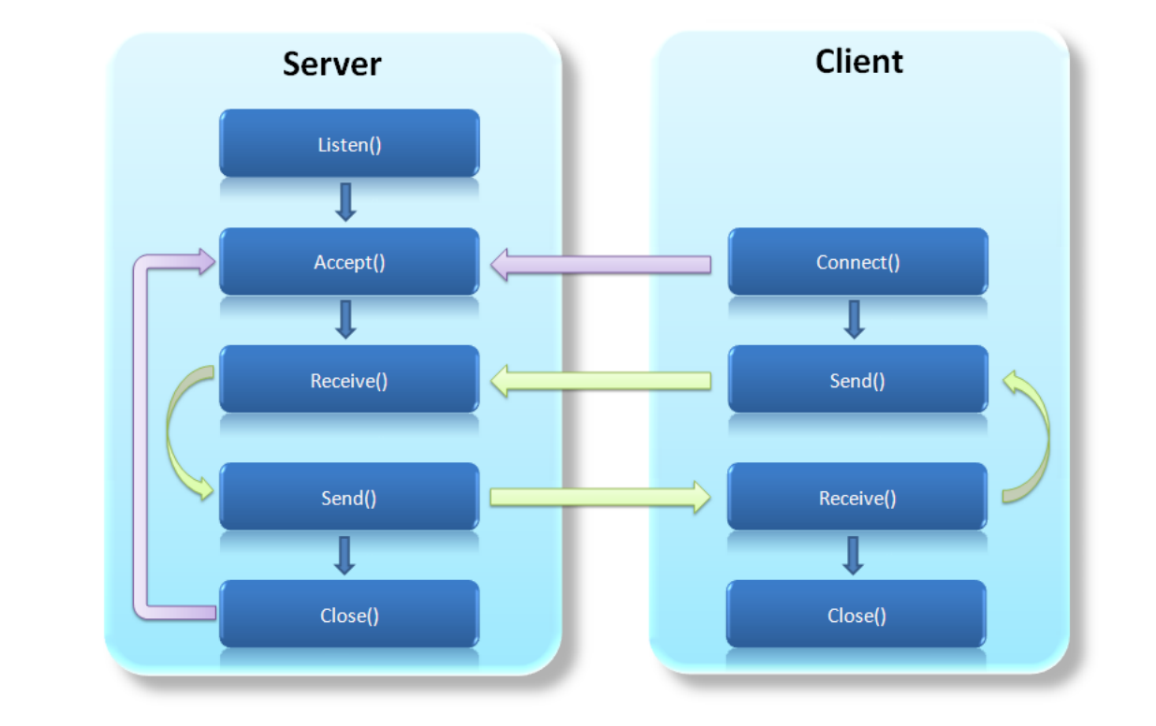 Server
Listen()
Accept()
Receive()
Send()
Close()
Client
Connect()
Send()
Receive()
Close()